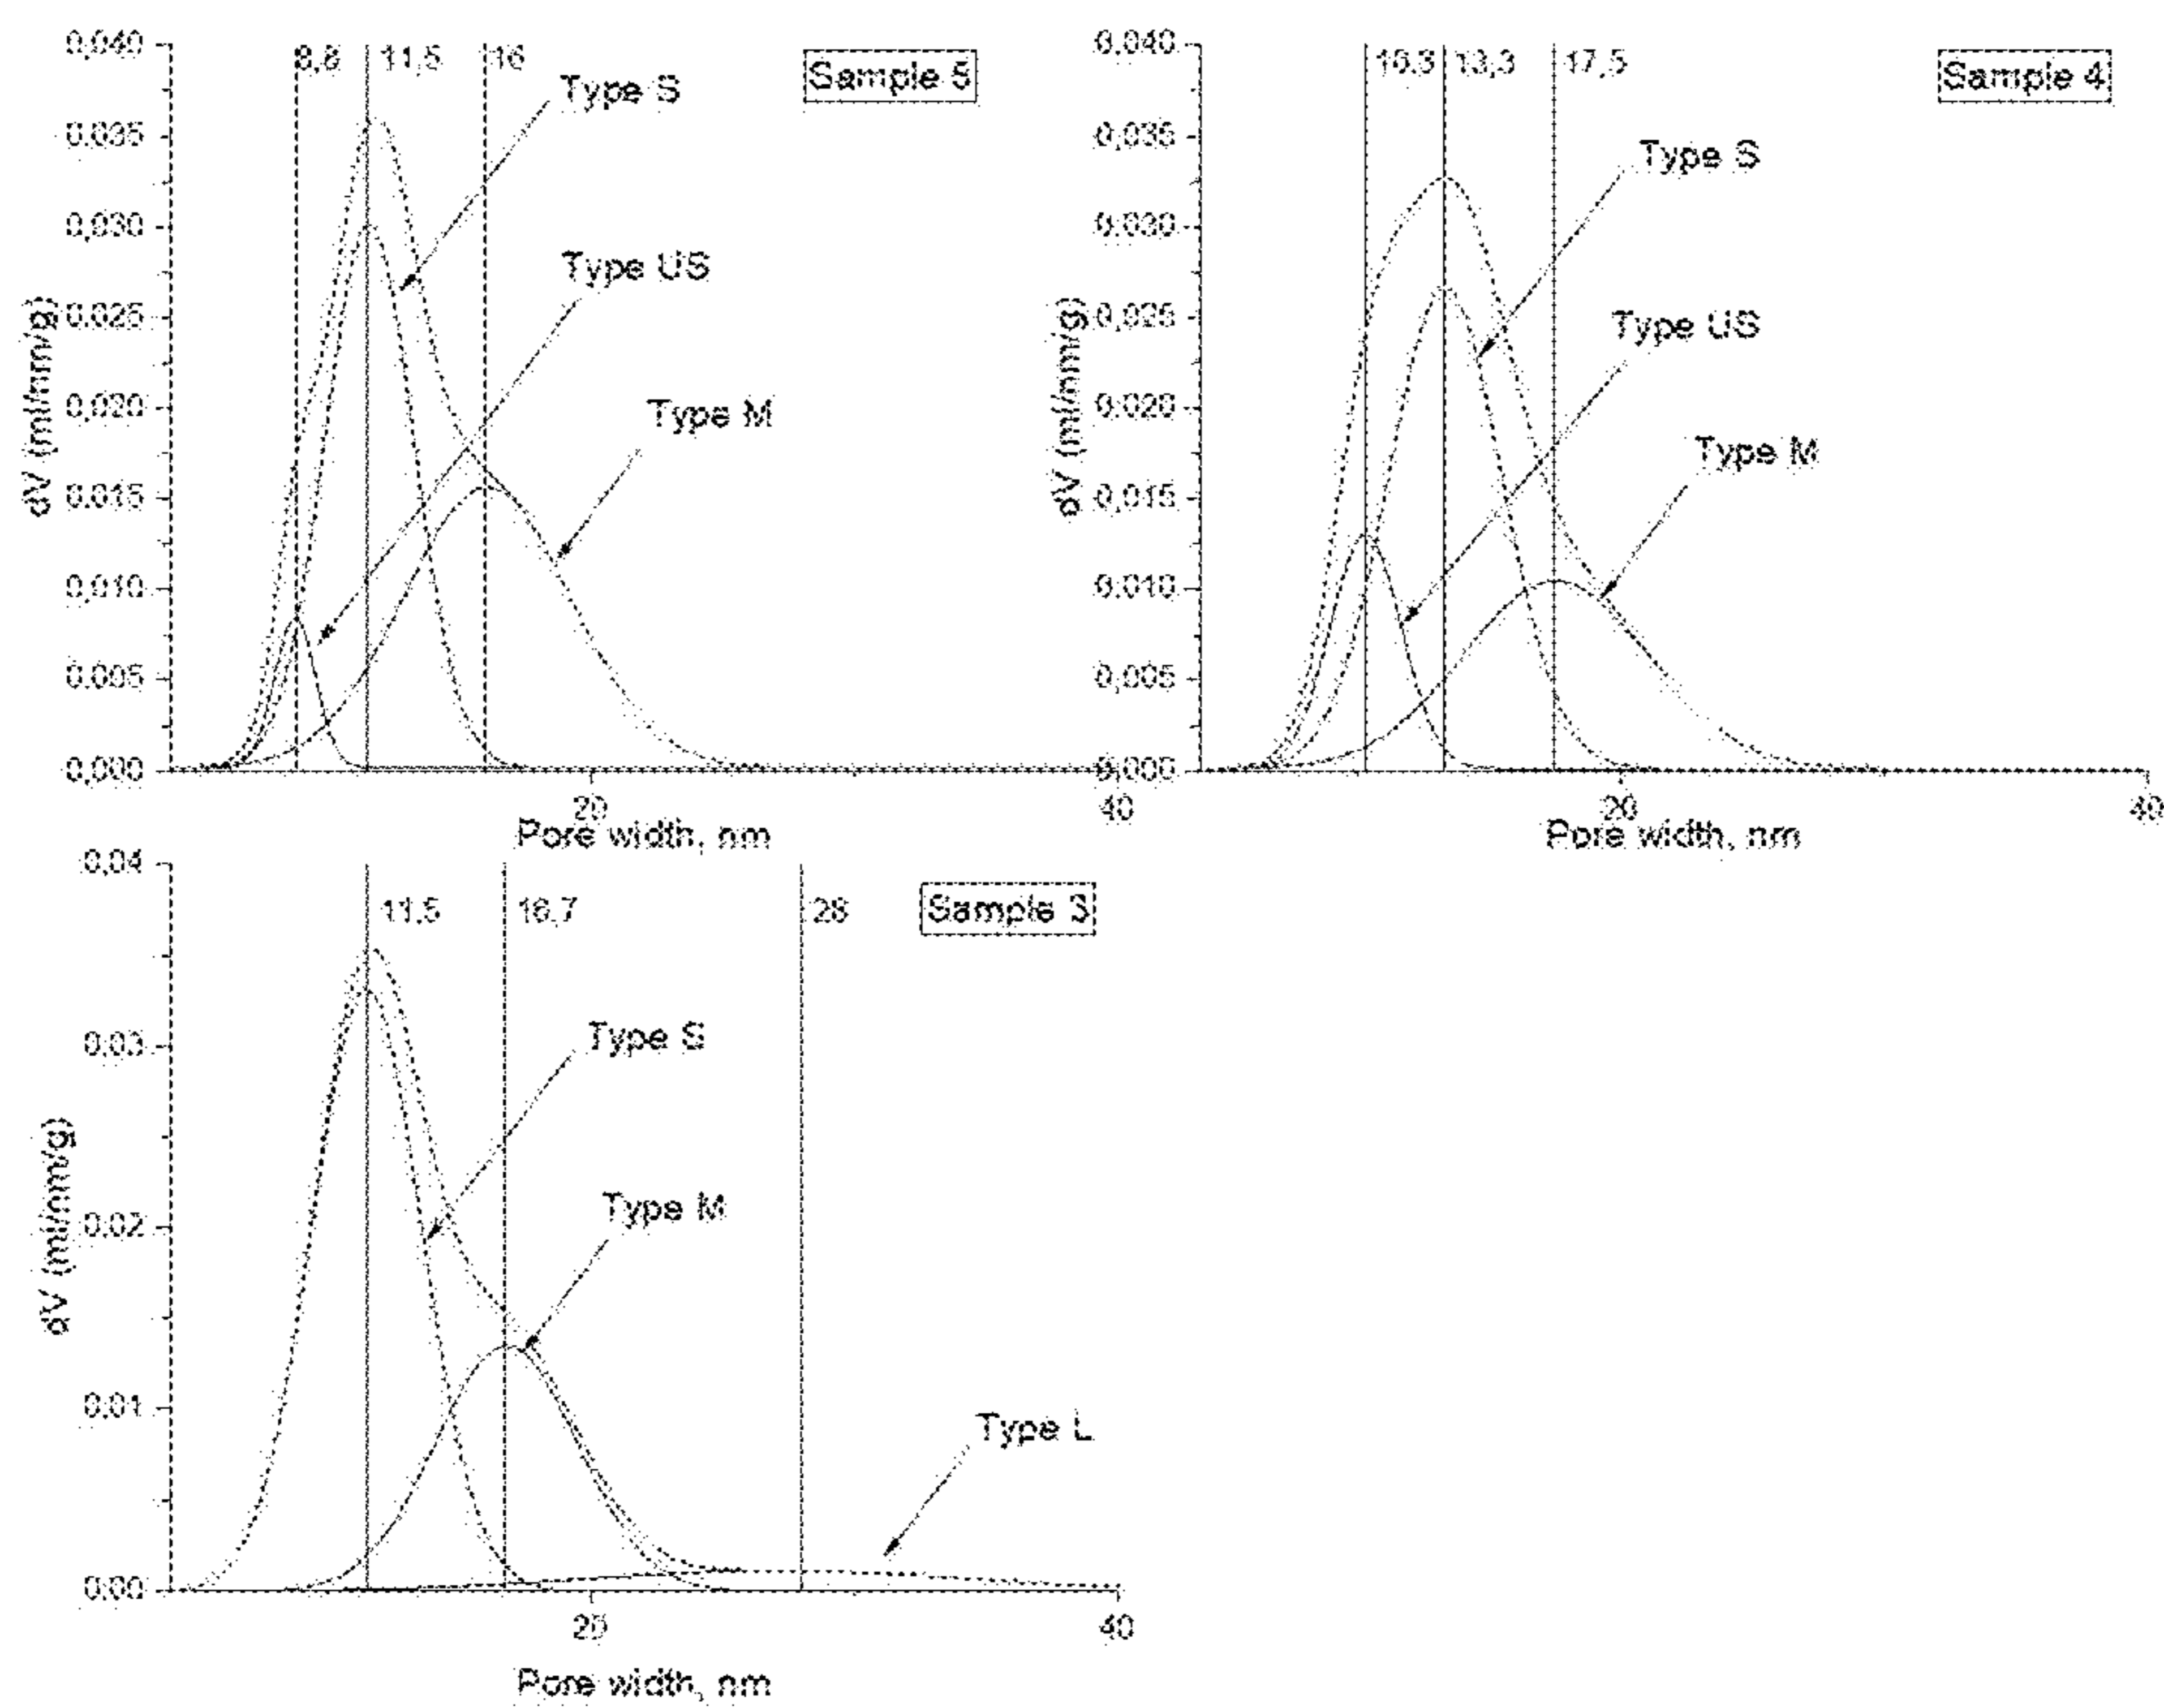 0,040
8,8 11,5 16
Sample 5
Type S
0,035
0,030
Type US
0,025
0,020
Type M
0,015
0,010
0,005
0,000
dV (ml/nm/g)
20
40
Pore width, nm
0,040
10,3 13,3 17,5
Sample 4
0,035
Type S
0,030
Type US
0,025
0,020
Type M
0,015
0,010
0,005
0,000
dV (ml/nm/g)
20
40
Pore width, nm
0,04
11,5 16,7 28
Sample 3
0,03
Type S
Type M
0,02
0,01
Type L
0,00
dV (ml/nm/g)
20
40
Pore width, nm